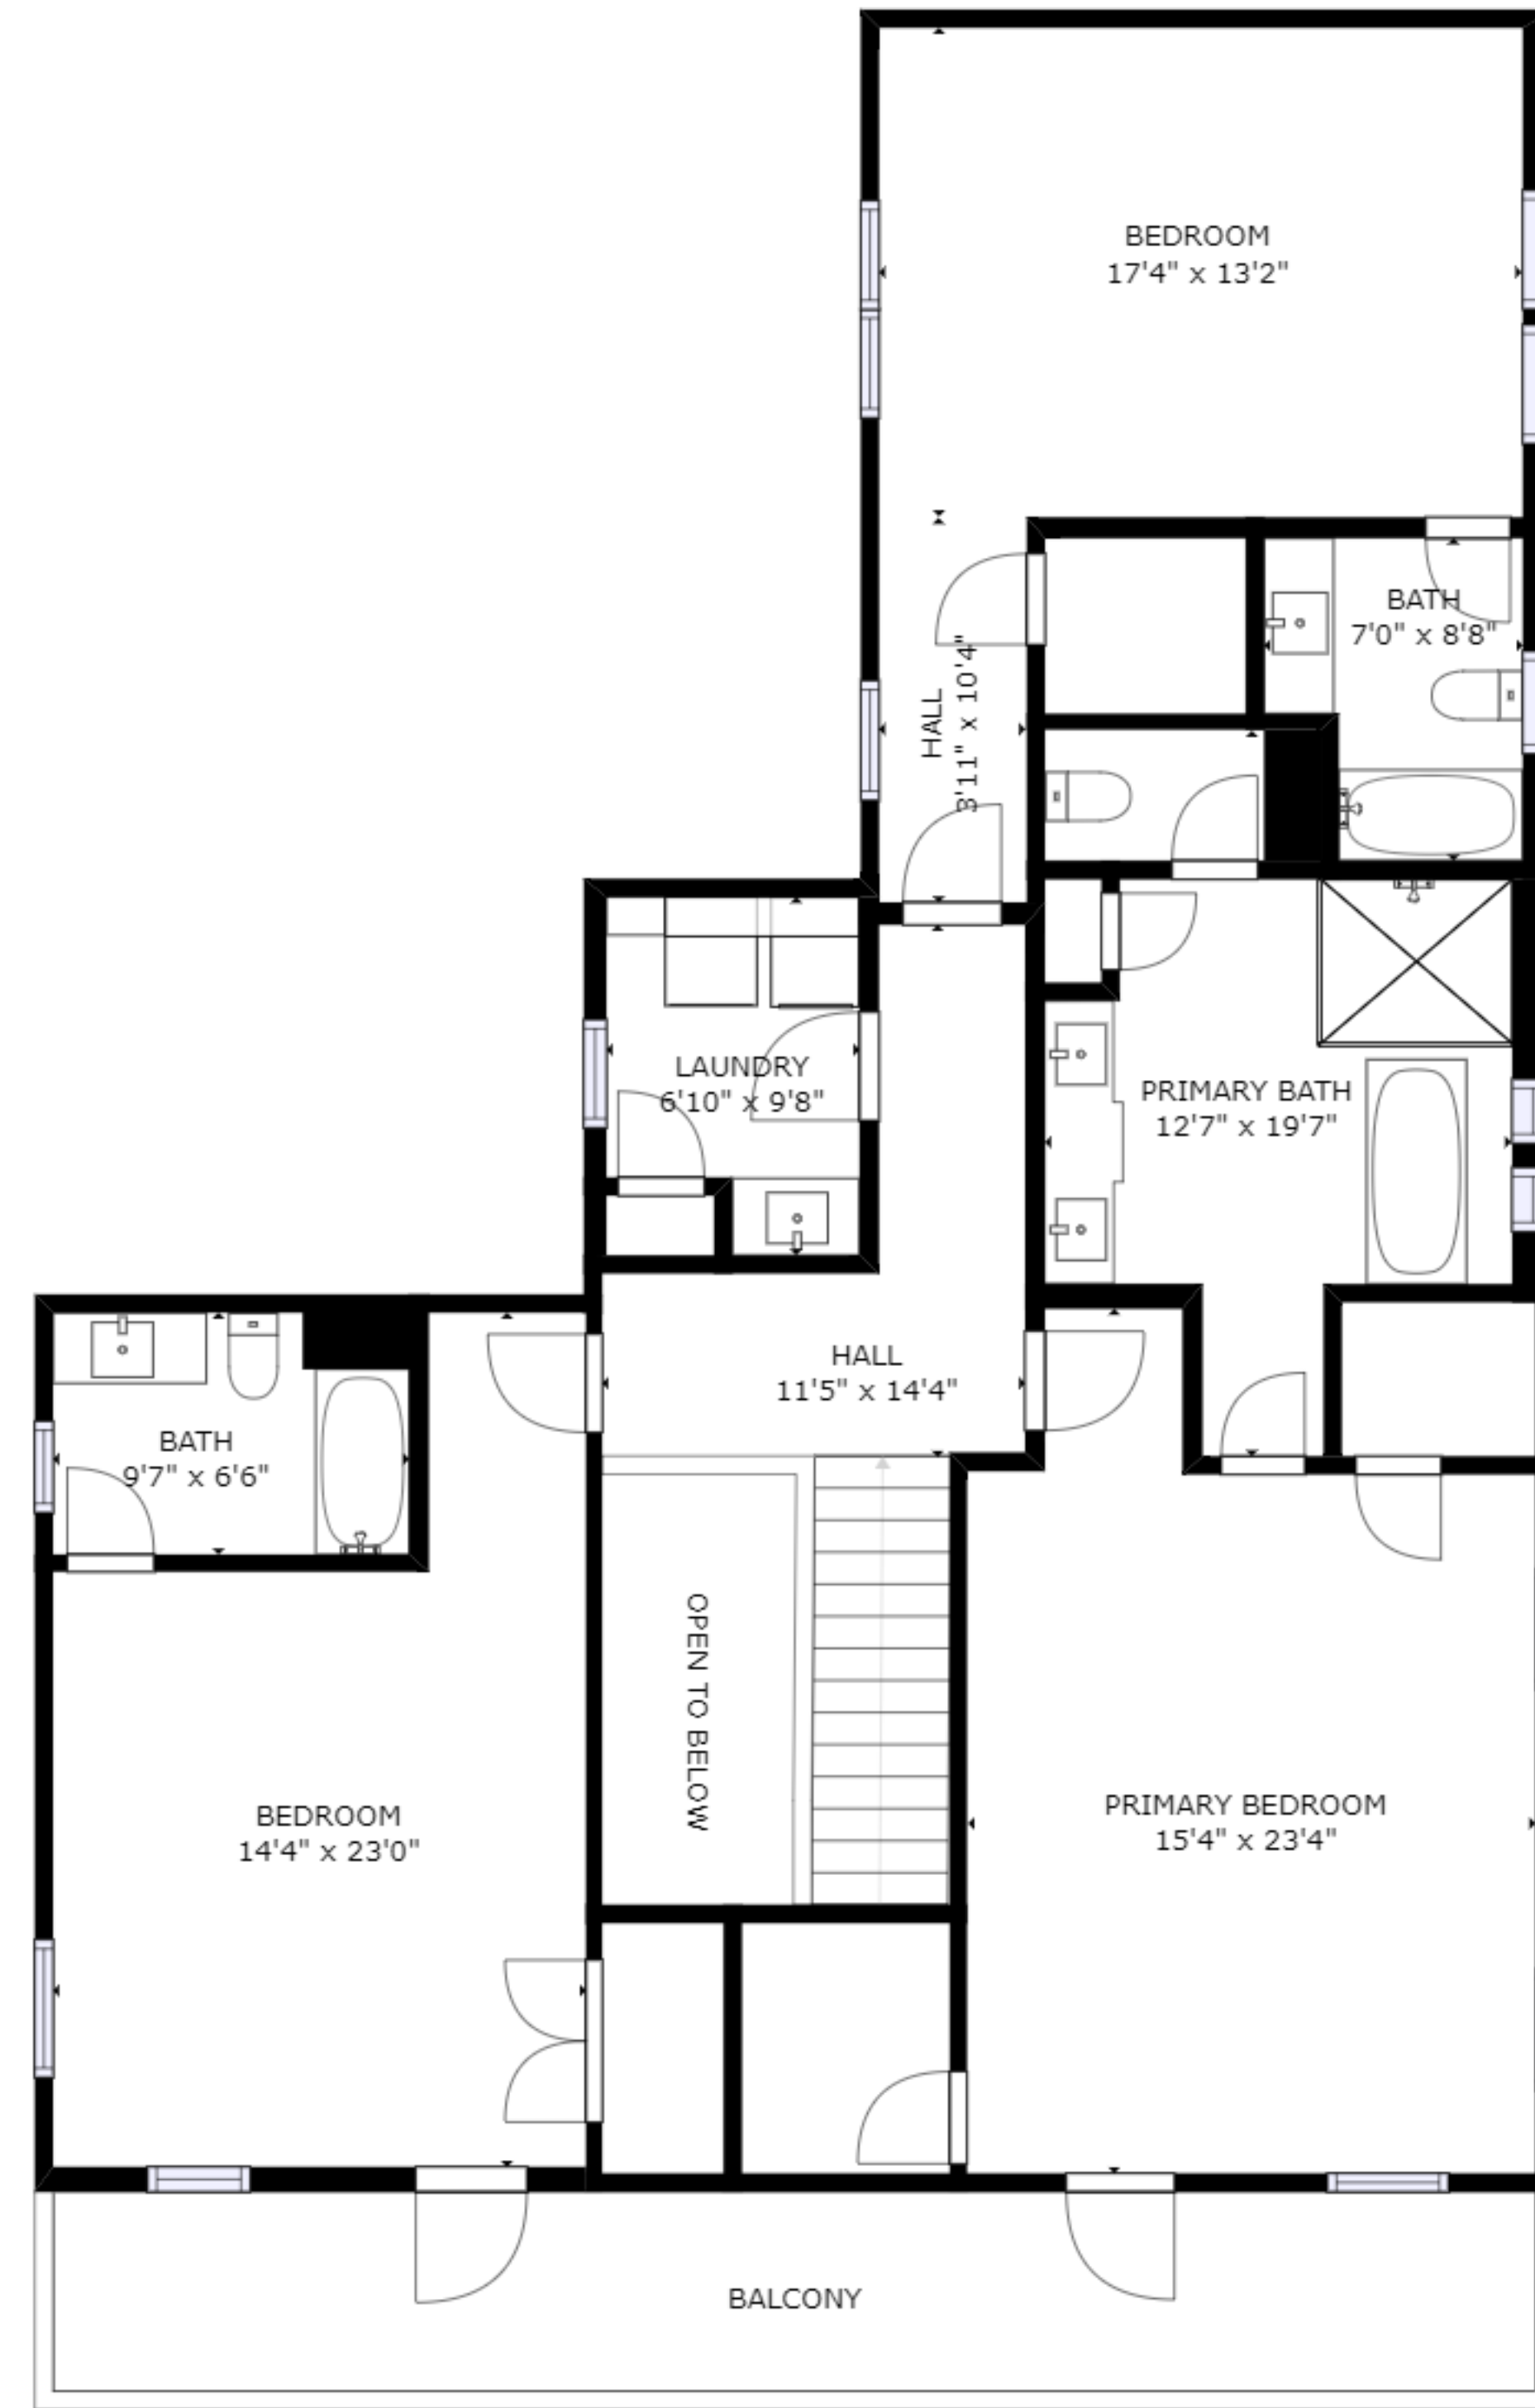 BEDROOM
17'4" x 13'2"
BATH
7'0" x 8'8"
HALL
3'11" x 10'4"
LAUNDRY
6'10" x 9'8"
PRIMARY BATH
12'7" x 19'7"
HALL
11'5" x 14'4"
BATH
9'7" x 6'6"
OPEN TO BELOW
BEDROOM
14'4" x 23'0"
PRIMARY BEDROOM
15'4" x 23'4"
BALCONY